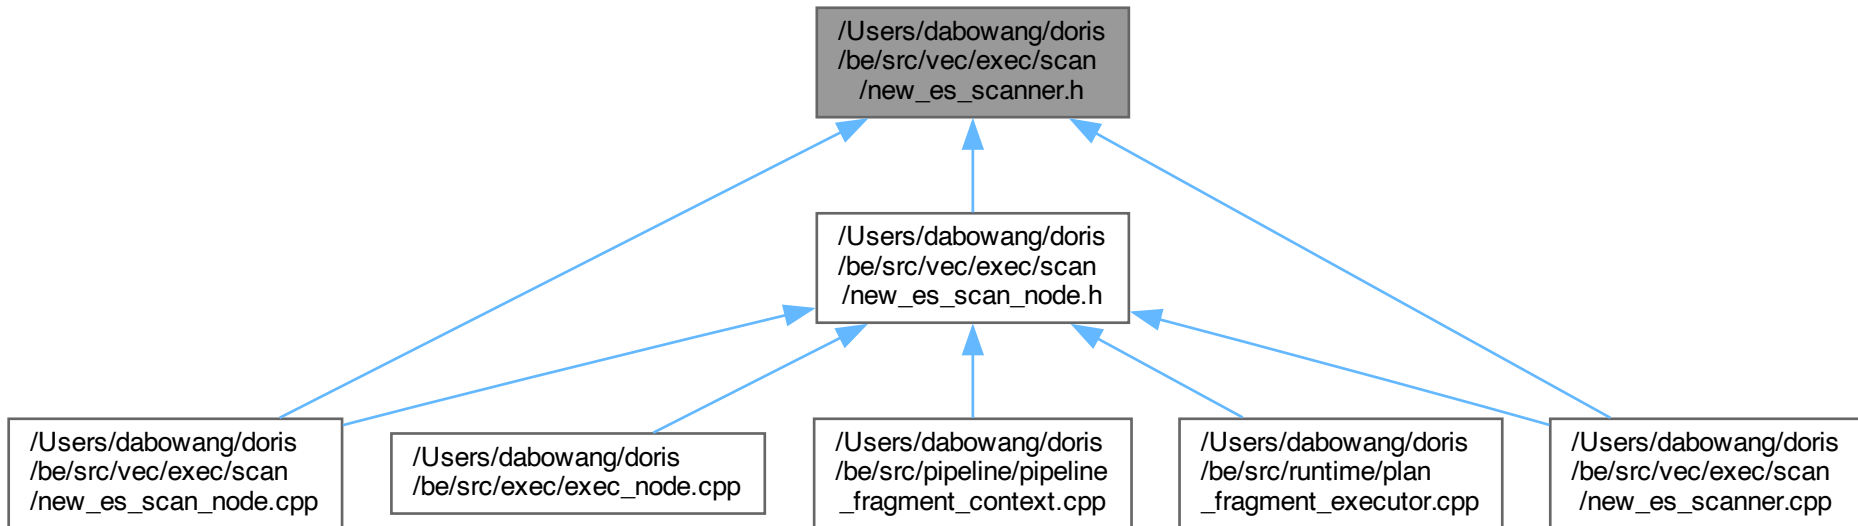 /Users/dabowang/doris
/be/src/vec/exec/scan
/new_es_scanner.h
/Users/dabowang/doris
/be/src/vec/exec/scan
/new_es_scan_node.h
/Users/dabowang/doris
/be/src/vec/exec/scan
/new_es_scan_node.cpp
/Users/dabowang/doris
/be/src/exec/exec_node.cpp
/Users/dabowang/doris
/be/src/pipeline/pipeline
_fragment_context.cpp
/Users/dabowang/doris
/be/src/runtime/plan
_fragment_executor.cpp
/Users/dabowang/doris
/be/src/vec/exec/scan
/new_es_scanner.cpp